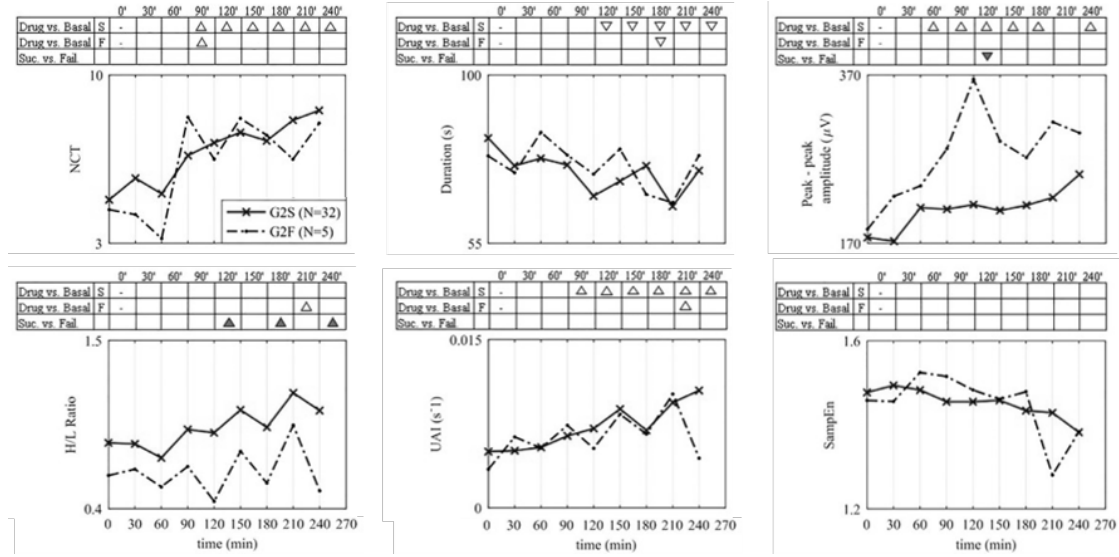 0' 30' 60' 90' 120' 150' 180' 210' 240'
Drug vs. Basal S -
Drug vs. Basal F -
Suc. vs. Fail.
10
NCT
3
G2S (N=32)
G2F (N=5)
0' 30' 60' 90' 120' 150' 180' 210' 240'
Drug vs. Basal S -
Drug vs. Basal F -
Suc. vs. Fail.
100
Duration (s)
55
0' 30' 60' 90' 120' 150' 180' 210' 240'
Drug vs. Basal S -
Drug vs. Basal F -
Suc. vs. Fail.
370
Peak - peak
amplitude (μV)
170
0' 30' 60' 90' 120' 150' 180' 210' 240'
Drug vs. Basal S -
Drug vs. Basal F -
Suc. vs. Fail.
1.5
H/L Ratio
0.4
0 30 60 90 120 150 180 210 240 270
time (min)
0' 30' 60' 90' 120' 150' 180' 210' 240'
Drug vs. Basal S -
Drug vs. Basal F -
Suc. vs. Fail.
0.015
UAI (s⁻1)
0
0 30 60 90 120 150 180 210 240 270
time (min)
0' 30' 60' 90' 120' 150' 180' 210' 240'
Drug vs. Basal S -
Drug vs. Basal F -
Suc. vs. Fail.
1.6
SampEn
1.2
0 30 60 90 120 150 180 210 240 270
time (min)